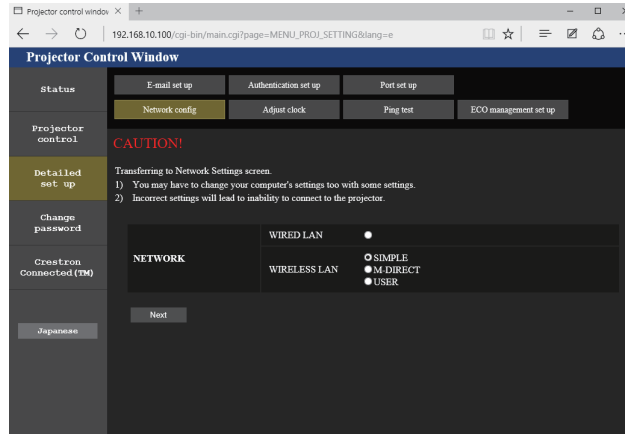 Projector control window
192.168.10.100/cgi-bin/main.cgi?page=MENU_PROJ_SETTING&lang=e
Projector Control Window
Status
Projector
control
Detailed
set up
Change
password
Crestron
Connected(TM)
Japanese
E-mail set up
Authentication set up
Port set up
Network config
Adjust clock
Ping test
ECO management set up
CAUTION!
Transferring to Network Settings screen.
1) You may have to change your computer's settings too with some settings.
2) Incorrect settings will lead to inability to connect to the projector.
NETWORK
WIRED LAN
WIRELESS LAN
SIMPLE
M-DIRECT
USER
Next